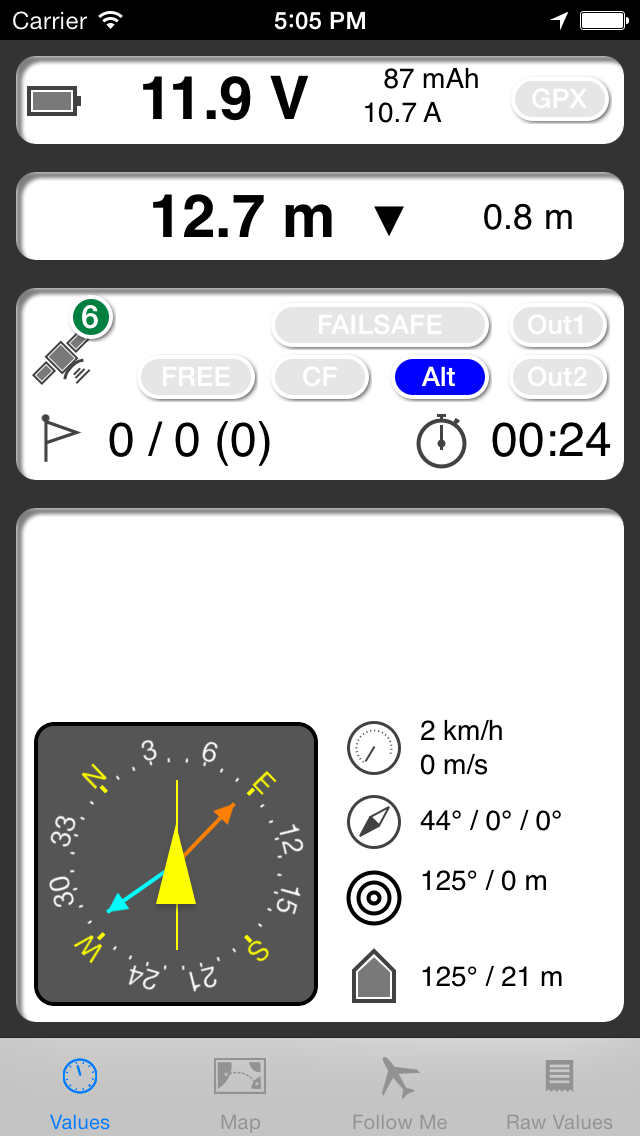 Carrier 5:05 PM
11.9 V
87 mAh
10.7 A
GPX
12.7 m ▼ 0.8 m
6
FAILSAFE Out1
FREE CF Alt Out2
0 / 0 (0) 00:24
N 3 6 E 12 15 S 21 24 W 30 33
2 km/h
0 m/s
44° / 0° / 0°
125° / 0 m
125° / 21 m
Values Map Follow Me Raw Values